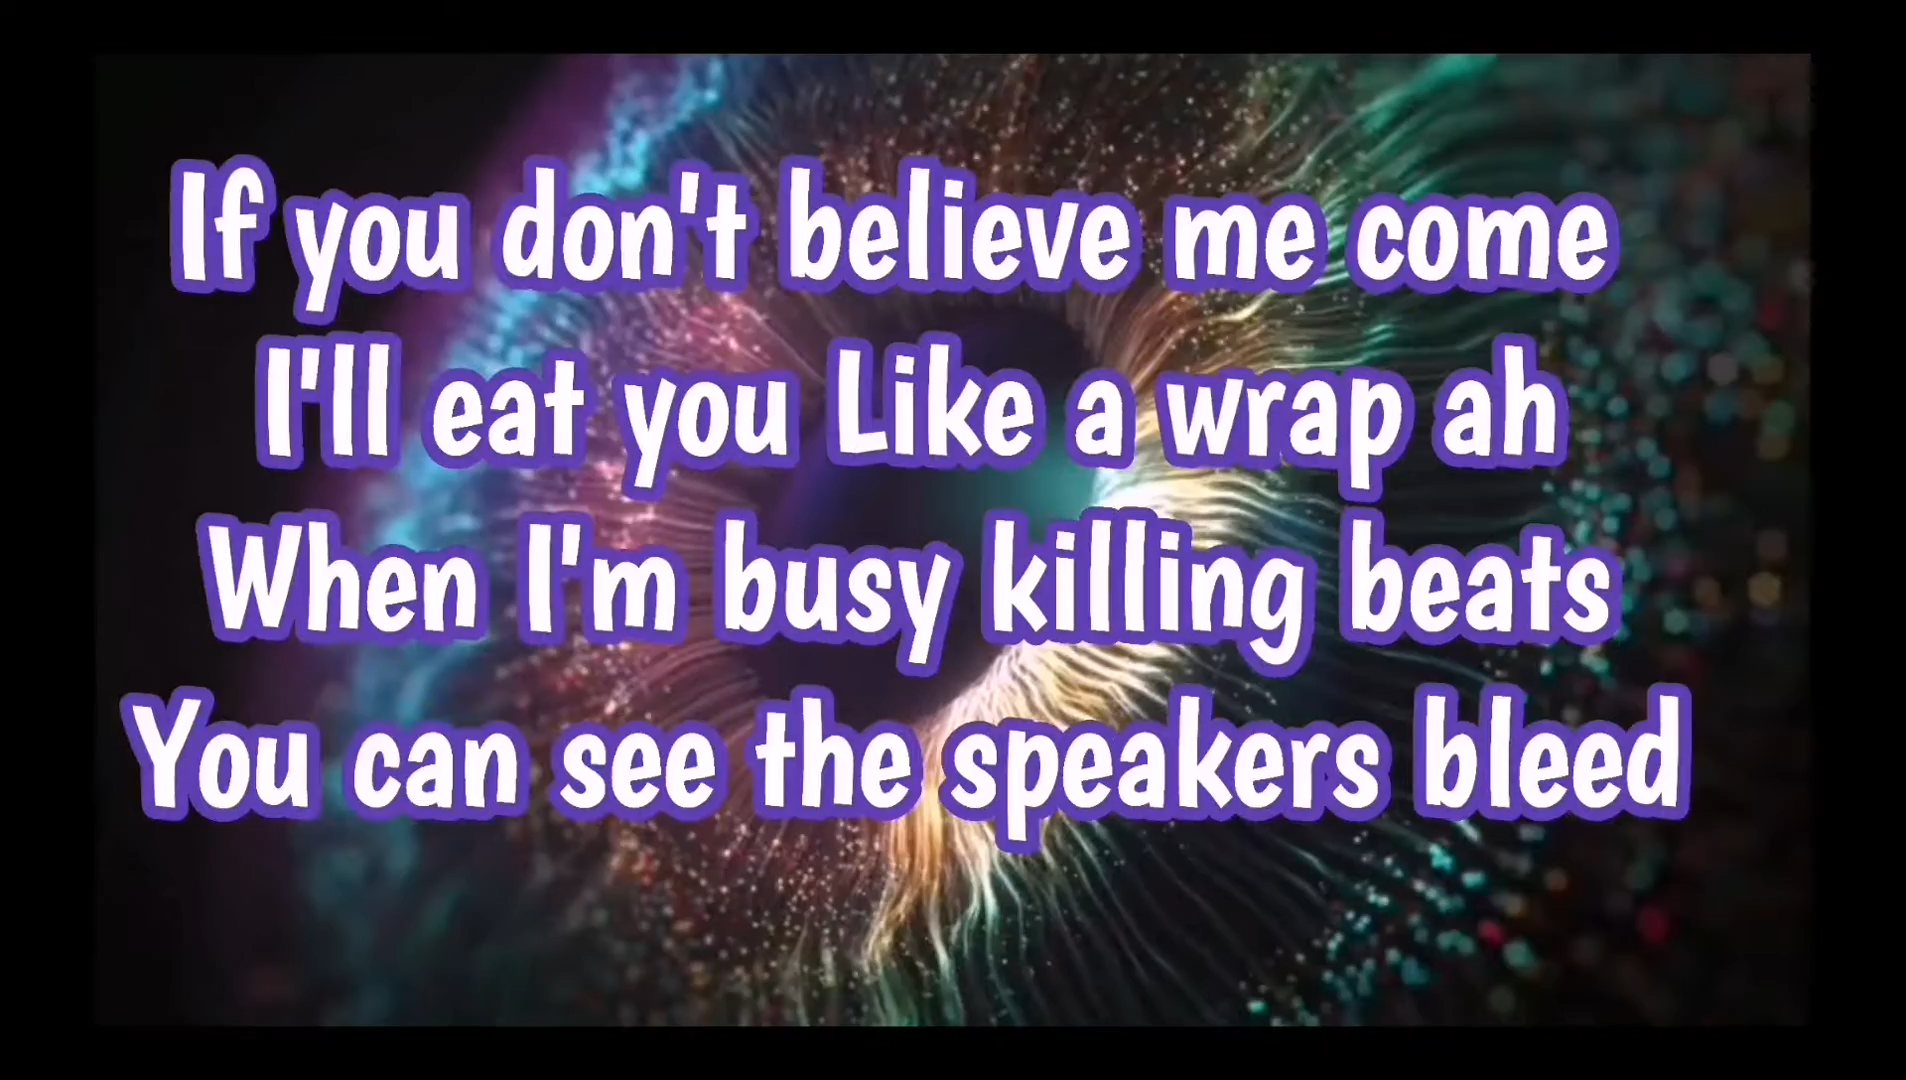 If you don't believe me come
I'll eat you Like a wrap ah
When I'm busy killing beats
You can see the speakers bleed